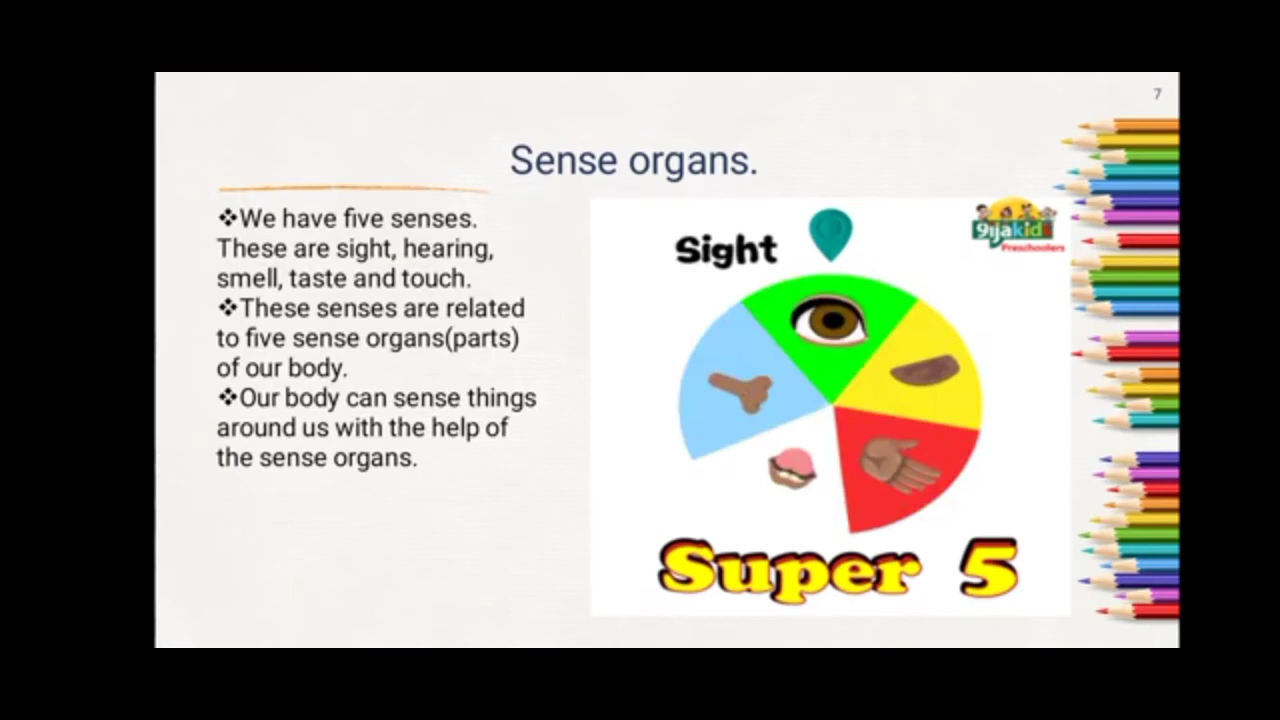 7
Sense organs.
❖We have five senses.
These are sight, hearing,
smell, taste and touch.
❖These senses are related
to five sense organs(parts)
of our body.
❖Our body can sense things
around us with the help of
the sense organs.
Sight
9ijakids
Preschoolers
Super 5